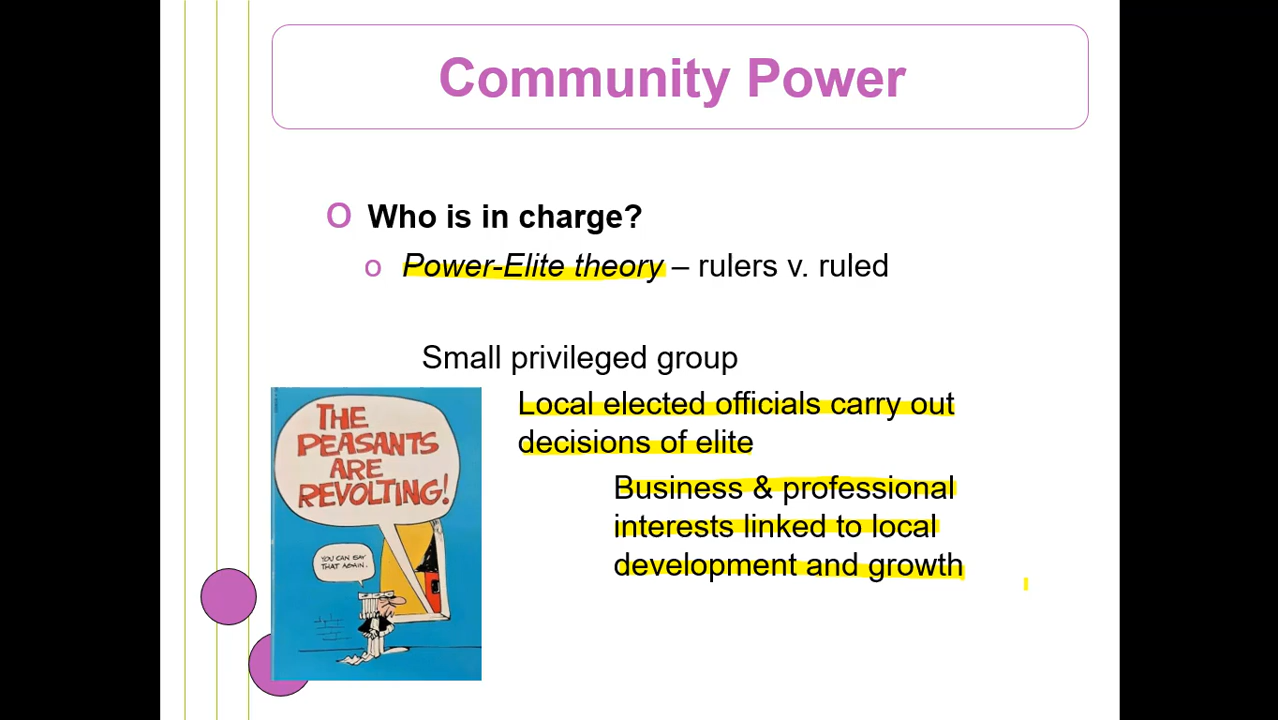 Community Power
O Who is in charge?
o Power-Elite theory – rulers v. ruled
Small privileged group
Local elected officials carry out
decisions of elite
Business & professional
interests linked to local
development and growth
THE
PEASANTS
ARE
REVOLTING!
YOU CAN SAY
THAT AGAIN.